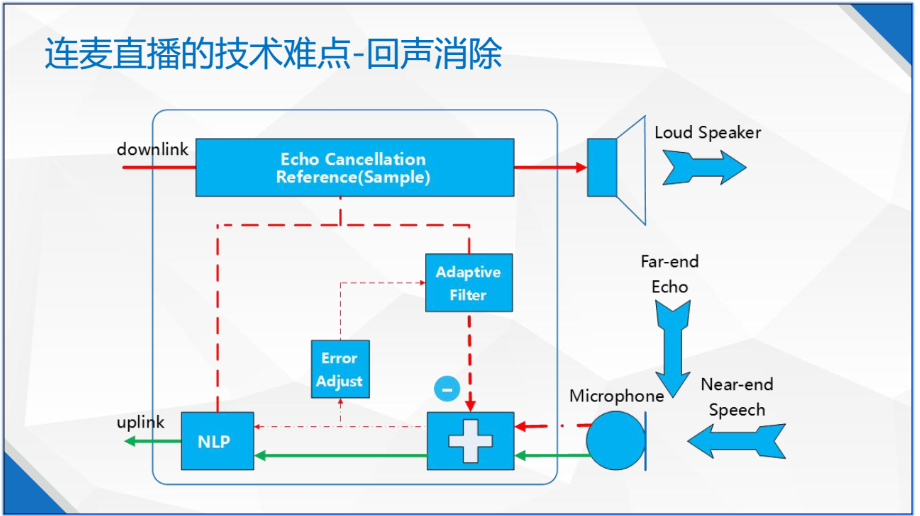 连麦直播的技术难点-回声消除
downlink
Echo Cancellation
Reference(Sample)
Loud Speaker
Adaptive
Filter
Far-end
Echo
Error
Adjust
-
Microphone
Near-end
Speech
uplink
NLP